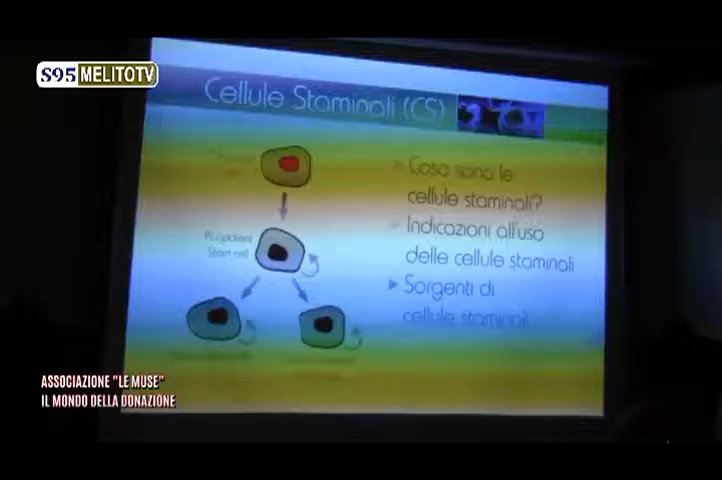 S95 MELITOTV
Cellule Staminali (CS)
Cosa sono le
cellule staminali?
Indicazioni all'uso
delle cellule staminali
Sorgenti di
cellule staminali
Pluripotent
Stem cell
ASSOCIAZIONE "LE MUSE"
IL MONDO DELLA DONAZIONE